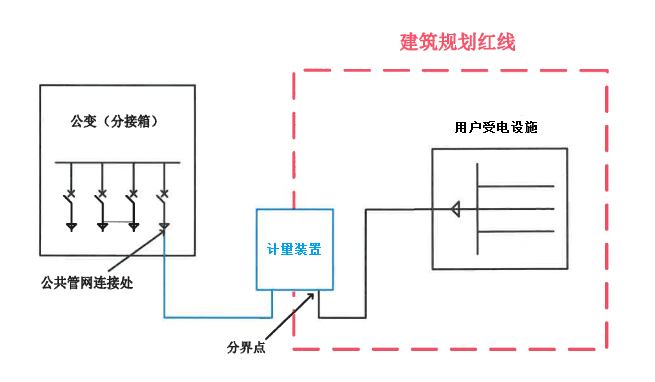 建筑规划红线
公变（分接箱）
用户受电设施
计量装置
公共管网连接处
分界点